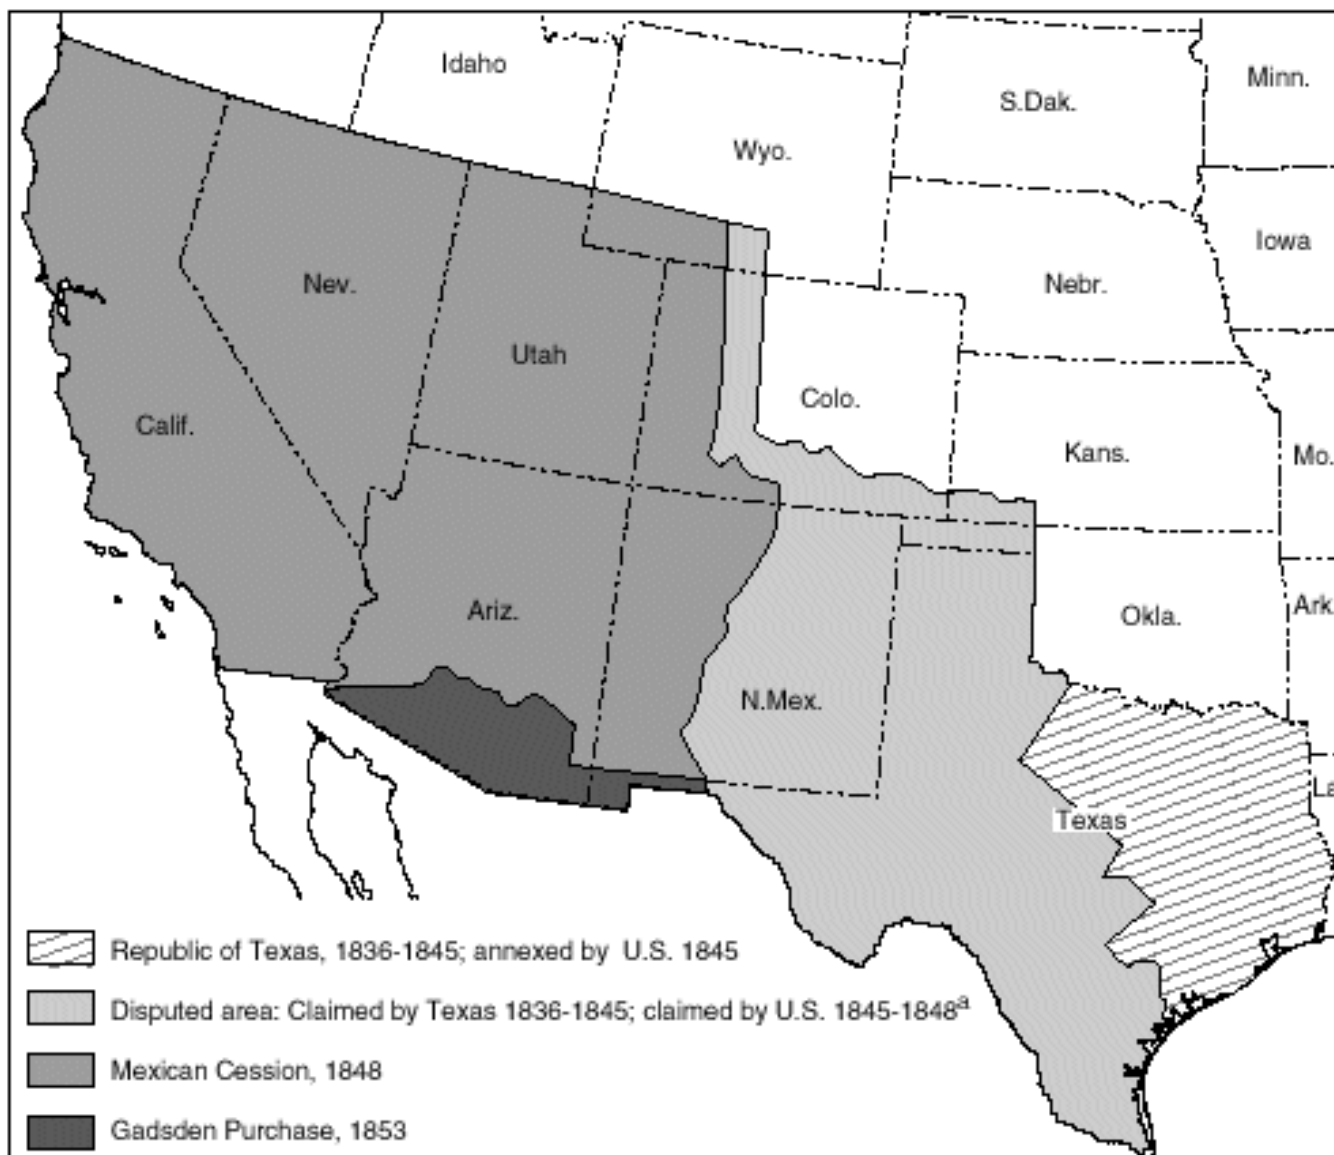 Idaho
Minn.
S.Dak.
Wyo.
Iowa
Nev.
Nebr.
Utah
Colo.
Calif.
Kans.
Mo.
Ariz.
Okla.
Ark.
N.Mex.
La
Texas
Republic of Texas, 1836-1845; annexed by U.S. 1845
Disputed area: Claimed by Texas 1836-1845; claimed by U.S. 1845-1848a
Mexican Cession, 1848
Gadsden Purchase, 1853